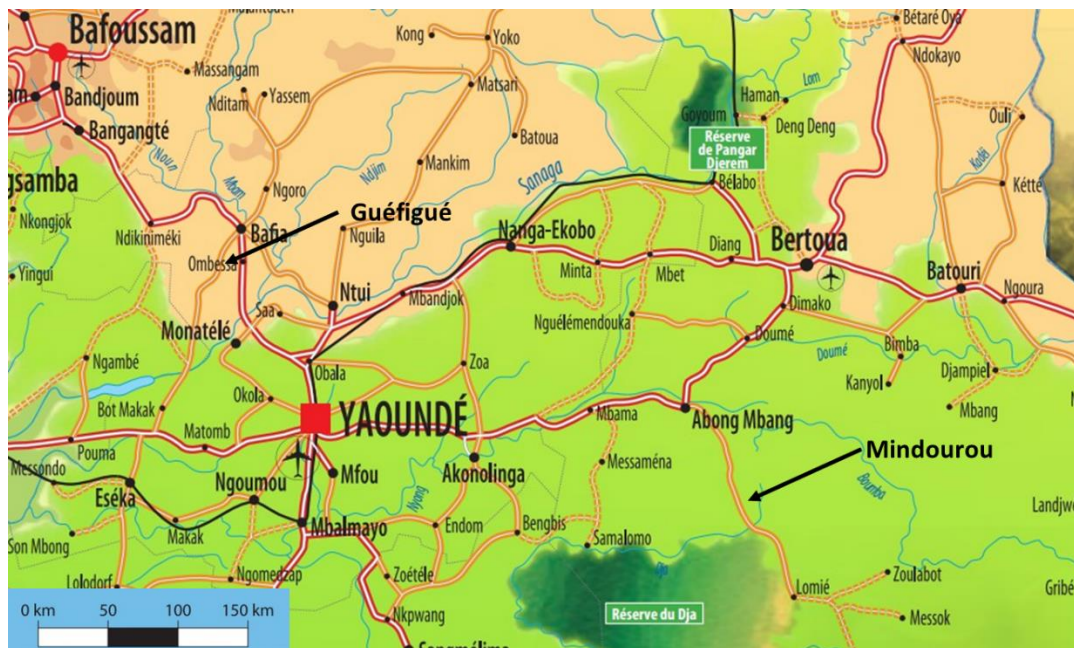 Bafoussam
Massangam
Bandjoum
Bangangté
Nditam
Yassem
Kong
Yoko
Matsari
Batoua
Mankim
Ngoro
Noun
Mbam
Ndjim
Sanaga
Goyoum
Haman
Lom
Deng Deng
Réserve
de Pangar
Djerem
Bétaré Oya
Ndokayo
Ouli
Kadéi
Kétté
Bélabo
gsamba
Nkongjok
Ndikiniméki
Yingui
Guéfigué
Bafia
Ombessa
Nguila
Ntui
Saa
Monatélé
Mbandjok
Nanga-Ekobo
Minta
Mbet
Diang
Bertoua
Batouri
Ngoura
Dimako
Nguélémendouka
Doumé
Doumé
Bimba
Kanyol
Djampiel
Mbang
Ngambé
Obala
Zoa
Okola
Bot Makak
YAOUNDÉ
Matomb
Pouma
Mbama
Abong Mbang
Mindourou
Messondo
Eséka
Ngoumou
Mfou
Akonolinga
Messaména
Nyong
Boumba
Landjw
Makak
Mbalmayo
Endom
Bengbis
Samalomo
Son Mbong
Lolodorf
Ngomedzap
Zoétélé
Nkpwang
Lomié
Zoulabot
Messok
Gribé
Réserve du Dja
0 km 50 100 150 km